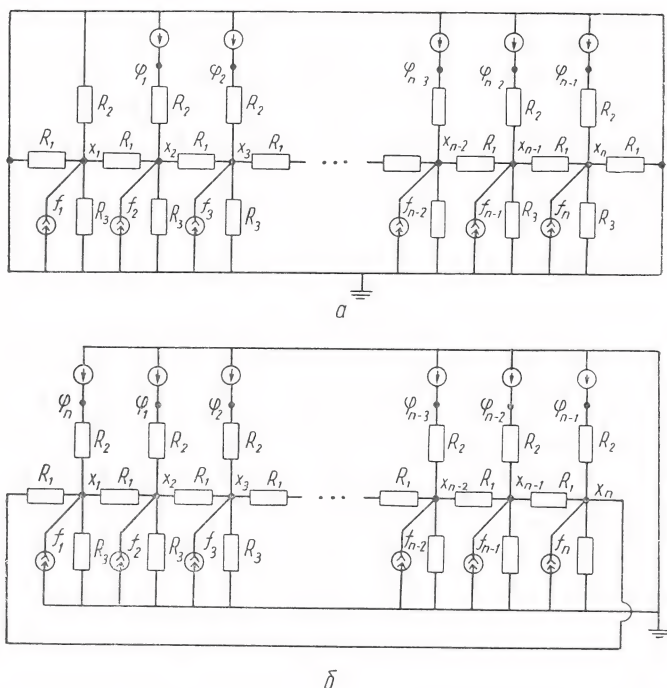 φ₁ φ₂ φₙ₋₃ φₙ₋₂ φₙ₋₁
R₂ R₂ R₂ R₂ R₂ R₂
R₁ x₁ R₁ x₂ R₁ x₃ R₁ ... xₙ₋₂ R₁ xₙ₋₁ R₁ xₙ R₁
f₁ R₃ f₂ R₃ f₃ R₃ fₙ₋₂ fₙ₋₁ R₃ fₙ R₃
а
φₙ φ₁ φ₂ φₙ₋₃ φₙ₋₂ φₙ₋₁
R₂ R₂ R₂ R₂ R₂ R₂
R₁ x₁ R₁ x₂ R₁ x₃ R₁ ... R₁ xₙ₋₂ R₁ xₙ₋₁ R₁ xₙ
f₁ R₃ f₂ R₃ f₃ R₃ fₙ₋₂ fₙ₋₁ fₙ
б